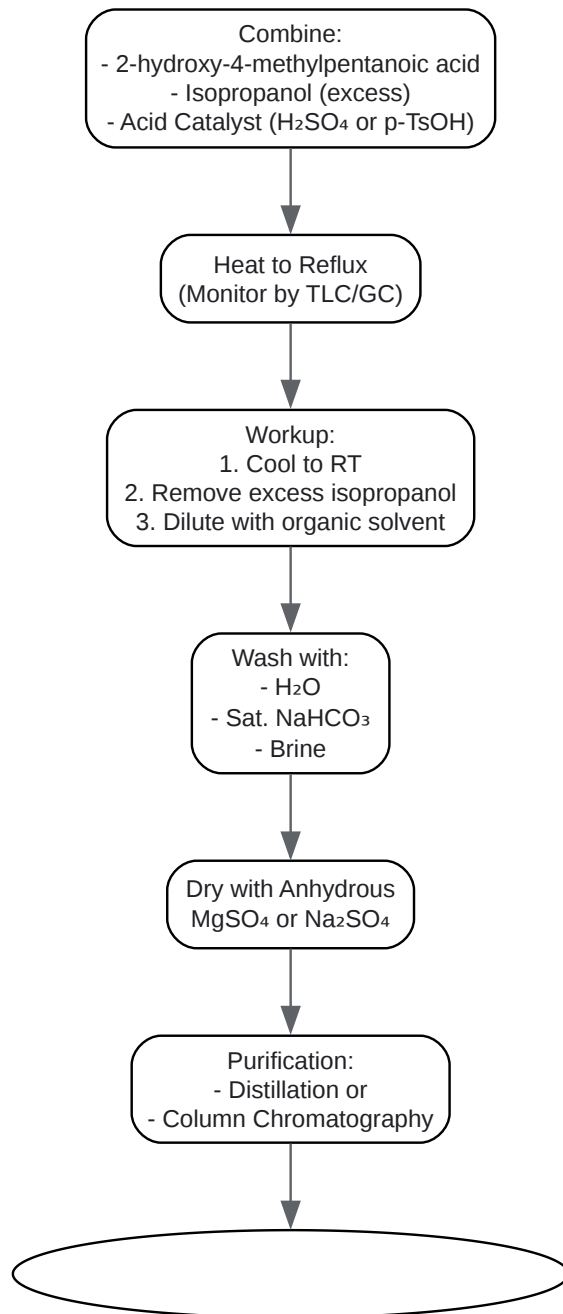 Combine:
- 2-hydroxy-4-methylpentanoic acid
- Isopropanol (excess)
- Acid Catalyst (H₂SO₄ or p-TsOH)
Heat to Reflux
(Monitor by TLC/GC)
Workup:
1. Cool to RT
2. Remove excess isopropanol
3. Dilute with organic solvent
Wash with:
- H₂O
- Sat. NaHCO₃
- Brine
Dry with Anhydrous
MgSO₄ or Na₂SO₄
Purification:
- Distillation or
- Column Chromatography